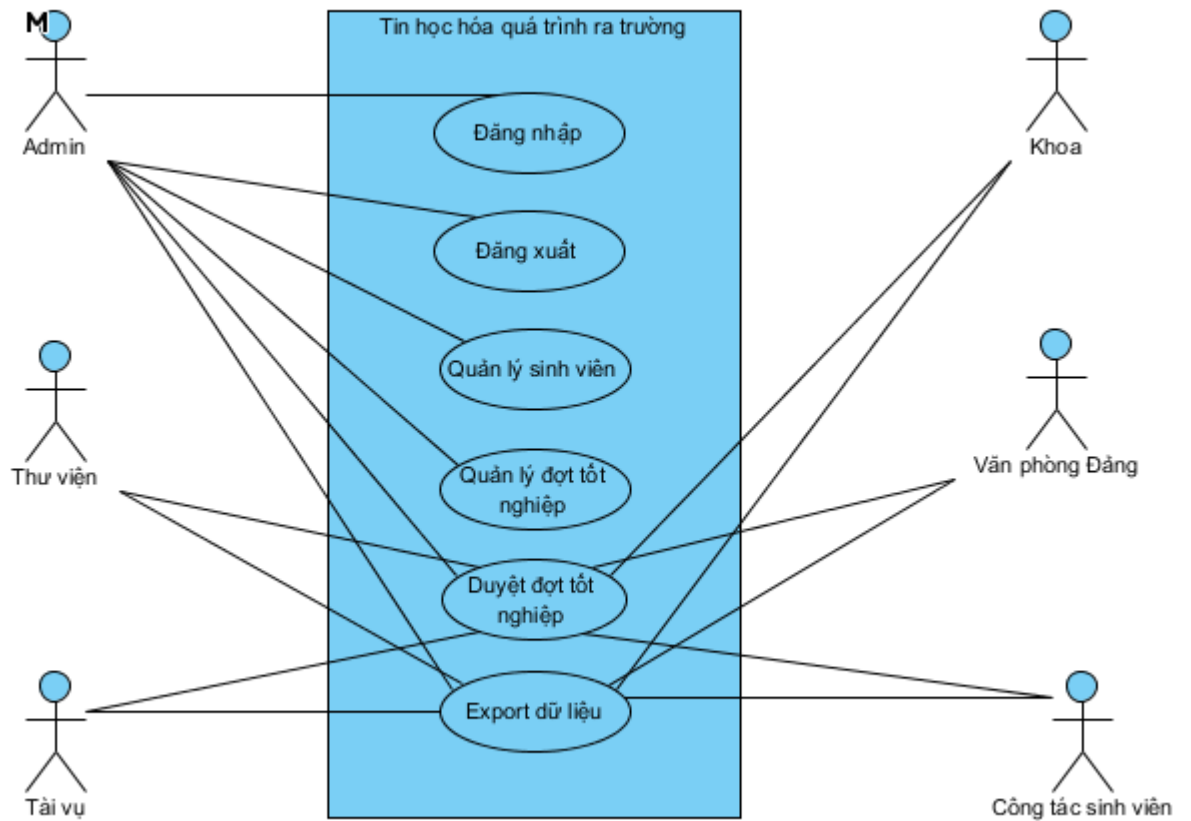 M
Tin học hóa quá trình ra trường
Admin
Khoa
Đăng nhập
Đăng xuất
Quản lý sinh viên
Thư viện
Văn phòng Đảng
Quản lý đợt tốt
nghiệp
Duyệt đợt tốt
nghiệp
Export dữ liệu
Tài vụ
Công tác sinh viên